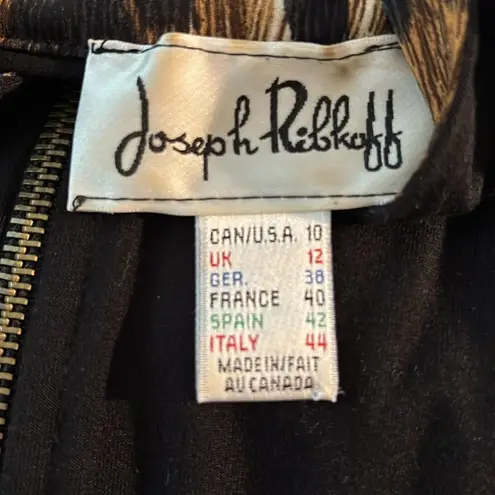 Joseph Ribkoff
CAN/U.S.A. 10
UK 12
GER. 38
FRANCE 40
SPAIN 42
ITALY 44
MADE IN/FAIT
AU CANADA